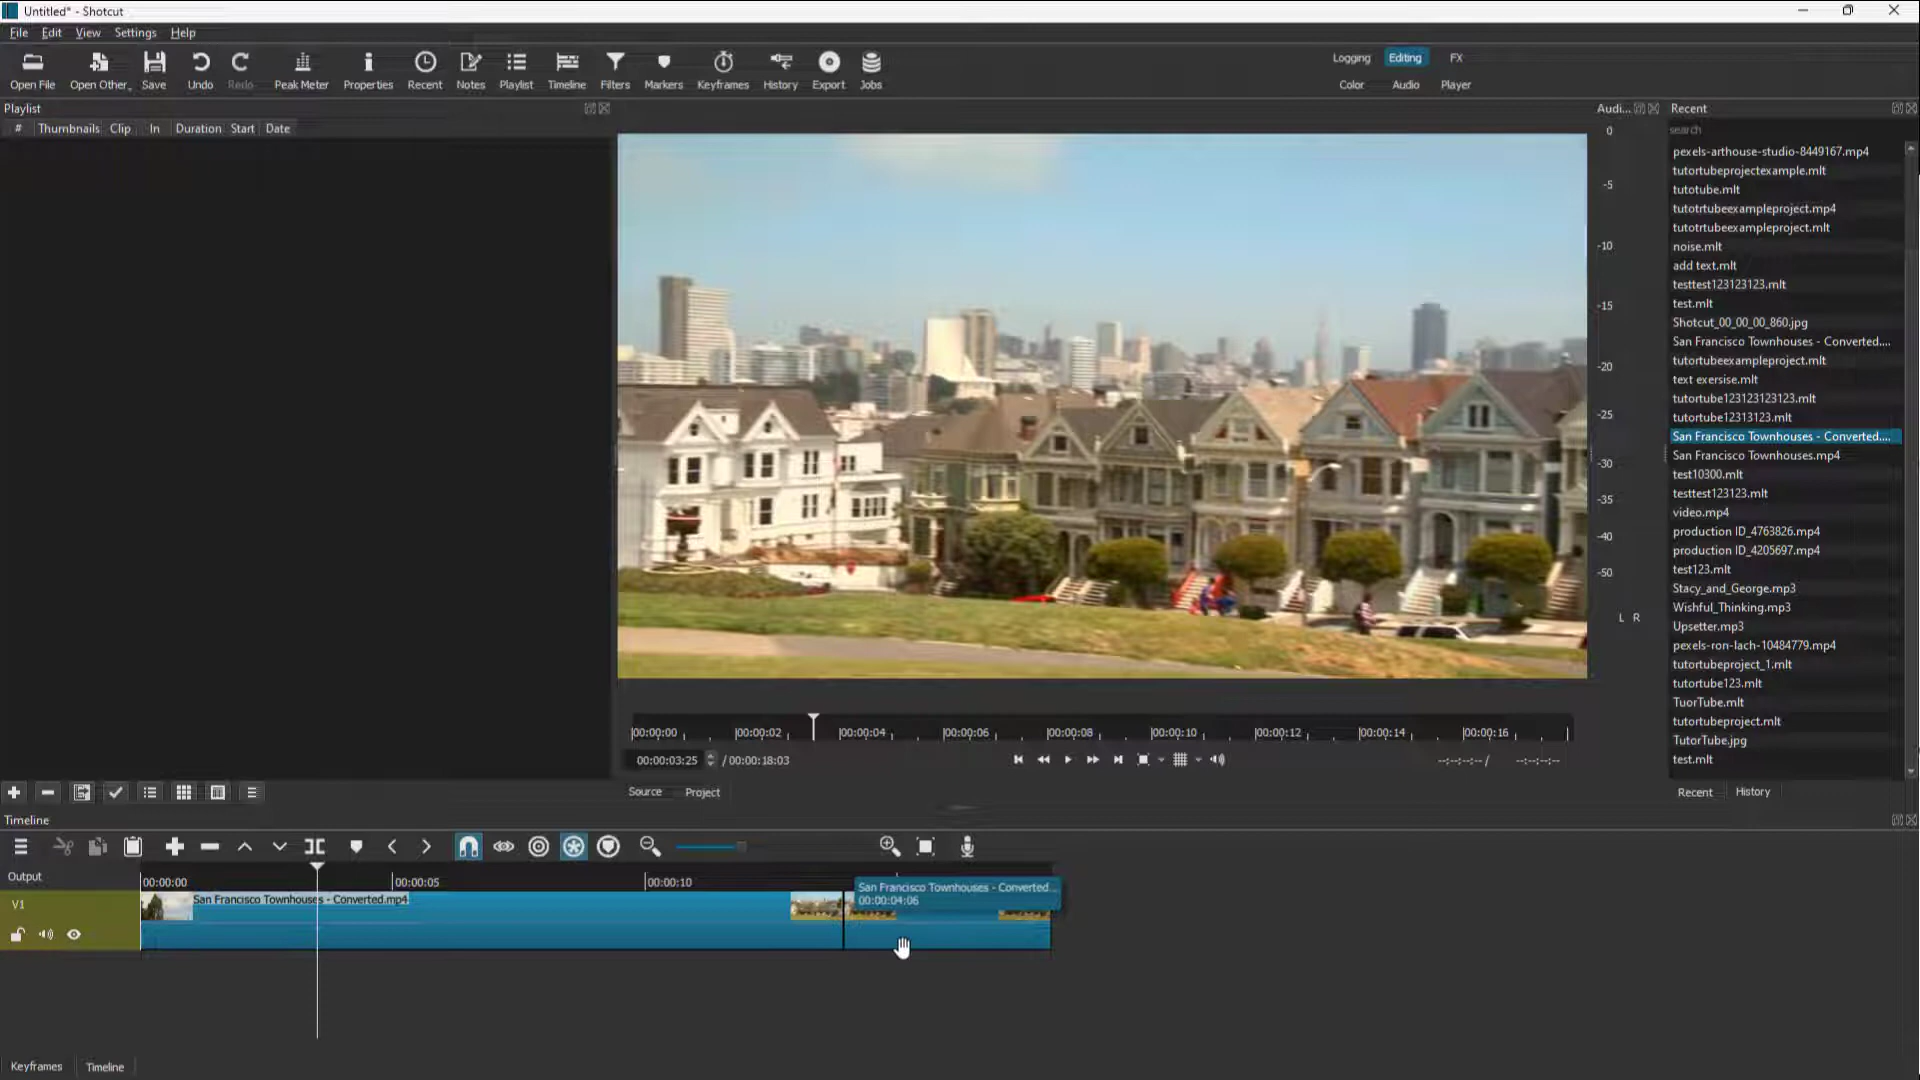 Untitled* - Shotcut
File Edit View Settings Help
Open File Open Other Save Undo Redo Peak Meter Properties Recent Notes Playlist Timeline Filters Markers Keyframes History Export Jobs
Logging Editing FX
Color Audio Player
Playlist
# Thumbnails Clip In Duration Start Date
Audi...
0
-5
-10
-15
-20
-25
-30
-35
-40
-50
L R
Recent
search
pexels-arthouse-studio-8449167.mp4
tutortubeprojectexample.mlt
tutotube.mlt
tutotrtubeexampleproject.mp4
tutotrtubeexampleproject.mlt
noise.mlt
add text.mlt
testtest123123123.mlt
test.mlt
Shotcut_00_00_00_860.jpg
San Francisco Townhouses - Converted....
tutortubeexampleproject.mlt
text exersise.mlt
tutortube123123123123.mlt
tutortube12313123.mlt
San Francisco Townhouses - Converted....
San Francisco Townhouses.mp4
test10300.mlt
testtest123123.mlt
video.mp4
production ID_4763826.mp4
production ID_4205697.mp4
test123.mlt
Stacy_and_George.mp3
Wishful_Thinking.mp3
Upsetter.mp3
pexels-ron-lach-10484779.mp4
tutortubeproject_1.mlt
tutortube123.mlt
TuorTube.mlt
tutortubeproject.mlt
TutorTube.jpg
test.mlt
00:00:00 00:00:02 00:00:04 00:00:06 00:00:08 00:00:10 00:00:12 00:00:14 00:00:16
00:00:03:25 / 00:00:18:03
--:--:--:-- / --:--:--:--
Source Project
Recent History
Timeline
Output
00:00:00 00:00:05 00:00:10
V1
San Francisco Townhouses - Converted.mp4
San Francisco Townhouses - Converted...
00:00:04:06
Keyframes Timeline